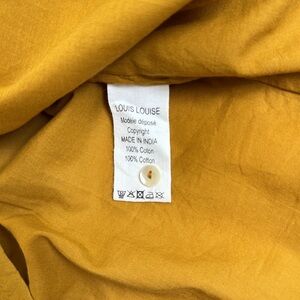 LOUIS LOUISE
Modèle déposé
Copyright
MADE IN INDIA
100% Coton
100% Cotton